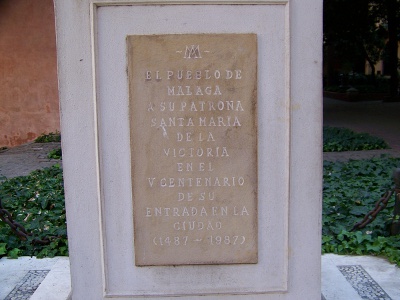 EL PUEBLO DE
MALAGA
A SU PATRONA
SANTA MARIA
DE LA
VICTORIA
EN EL
V CENTENARIO
DE SU
ENTRADA EN LA
CIUDAD
(1487 - 1987)